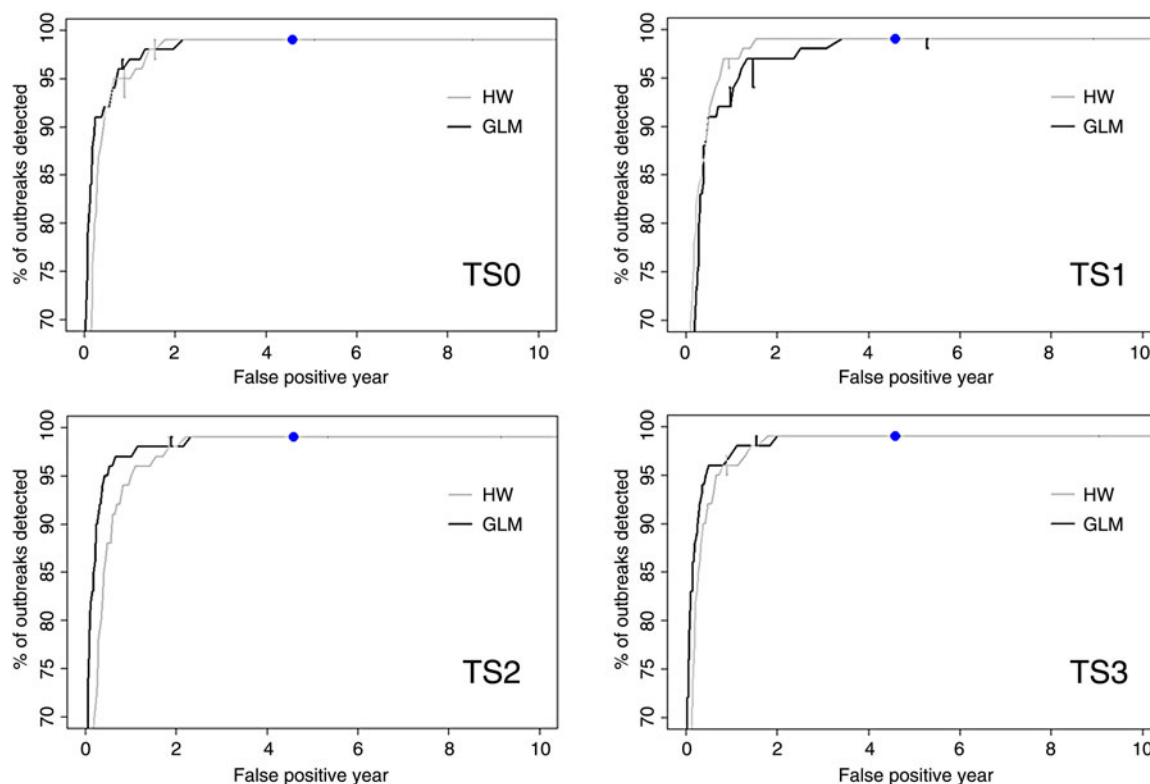 % of outbreaks detected
100
95
90
85
80
75
70
HW
GLM
TS0
0 2 4 6 8 10
False positive year
% of outbreaks detected
100
95
90
85
80
75
70
HW
GLM
TS1
0 2 4 6 8 10
False positive year
% of outbreaks detected
100
95
90
85
80
75
70
HW
GLM
TS2
0 2 4 6 8 10
False positive year
% of outbreaks detected
100
95
90
85
80
75
70
HW
GLM
TS3
0 2 4 6 8 10
False positive year